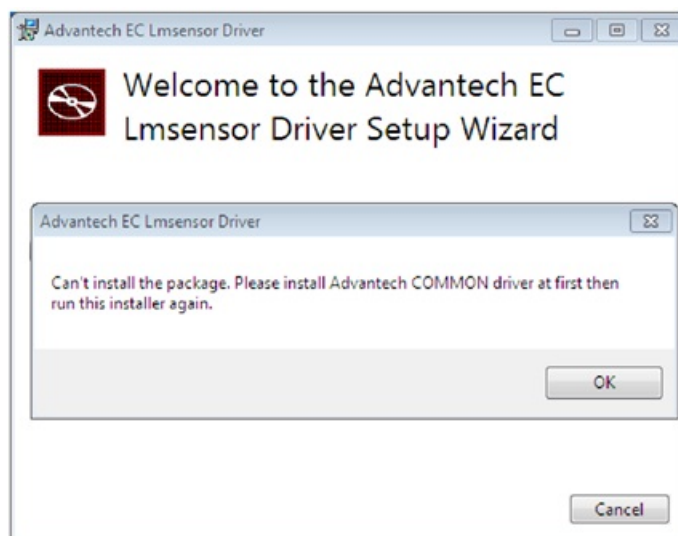 Advantech EC Lmsensor Driver
Welcome to the Advantech EC
Lmsensor Driver Setup Wizard
Advantech EC Lmsensor Driver
Can't install the package. Please install Advantech COMMON driver at first then
run this installer again.
OK
Cancel